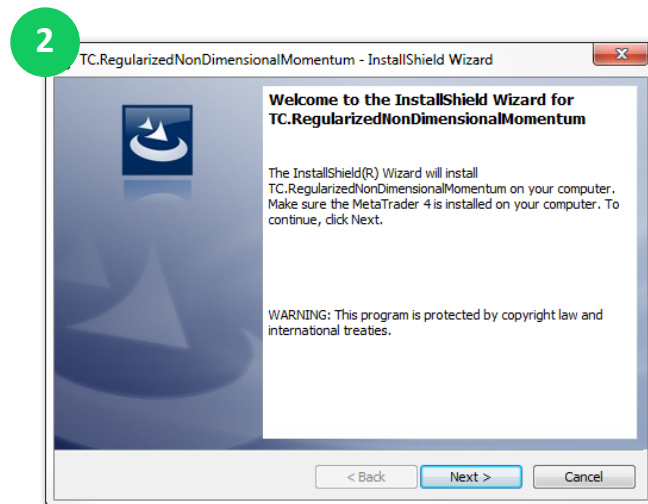 2
TC.RegularizedNonDimensionalMomentum - InstallShield Wizard
Welcome to the InstallShield Wizard for
TC.RegularizedNonDimensionalMomentum
The InstallShield(R) Wizard will install
TC.RegularizedNonDimensionalMomentum on your computer.
Make sure the MetaTrader 4 is installed on your computer. To
continue, click Next.
WARNING: This program is protected by copyright law and
international treaties.
< Back Next > Cancel